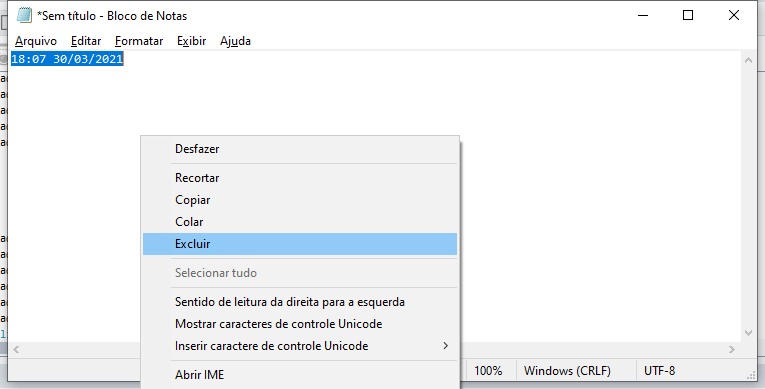 *Sem título - Bloco de Notas
Arquivo Editar Formatar Exibir Ajuda
18:07 30/03/2021
Desfazer
Recortar
Copiar
Colar
Excluir
Selecionar tudo
Sentido de leitura da direita para a esquerda
Mostrar caracteres de controle Unicode
Inserir caractere de controle Unicode
Abrir IME
100% Windows (CRLF) UTF-8